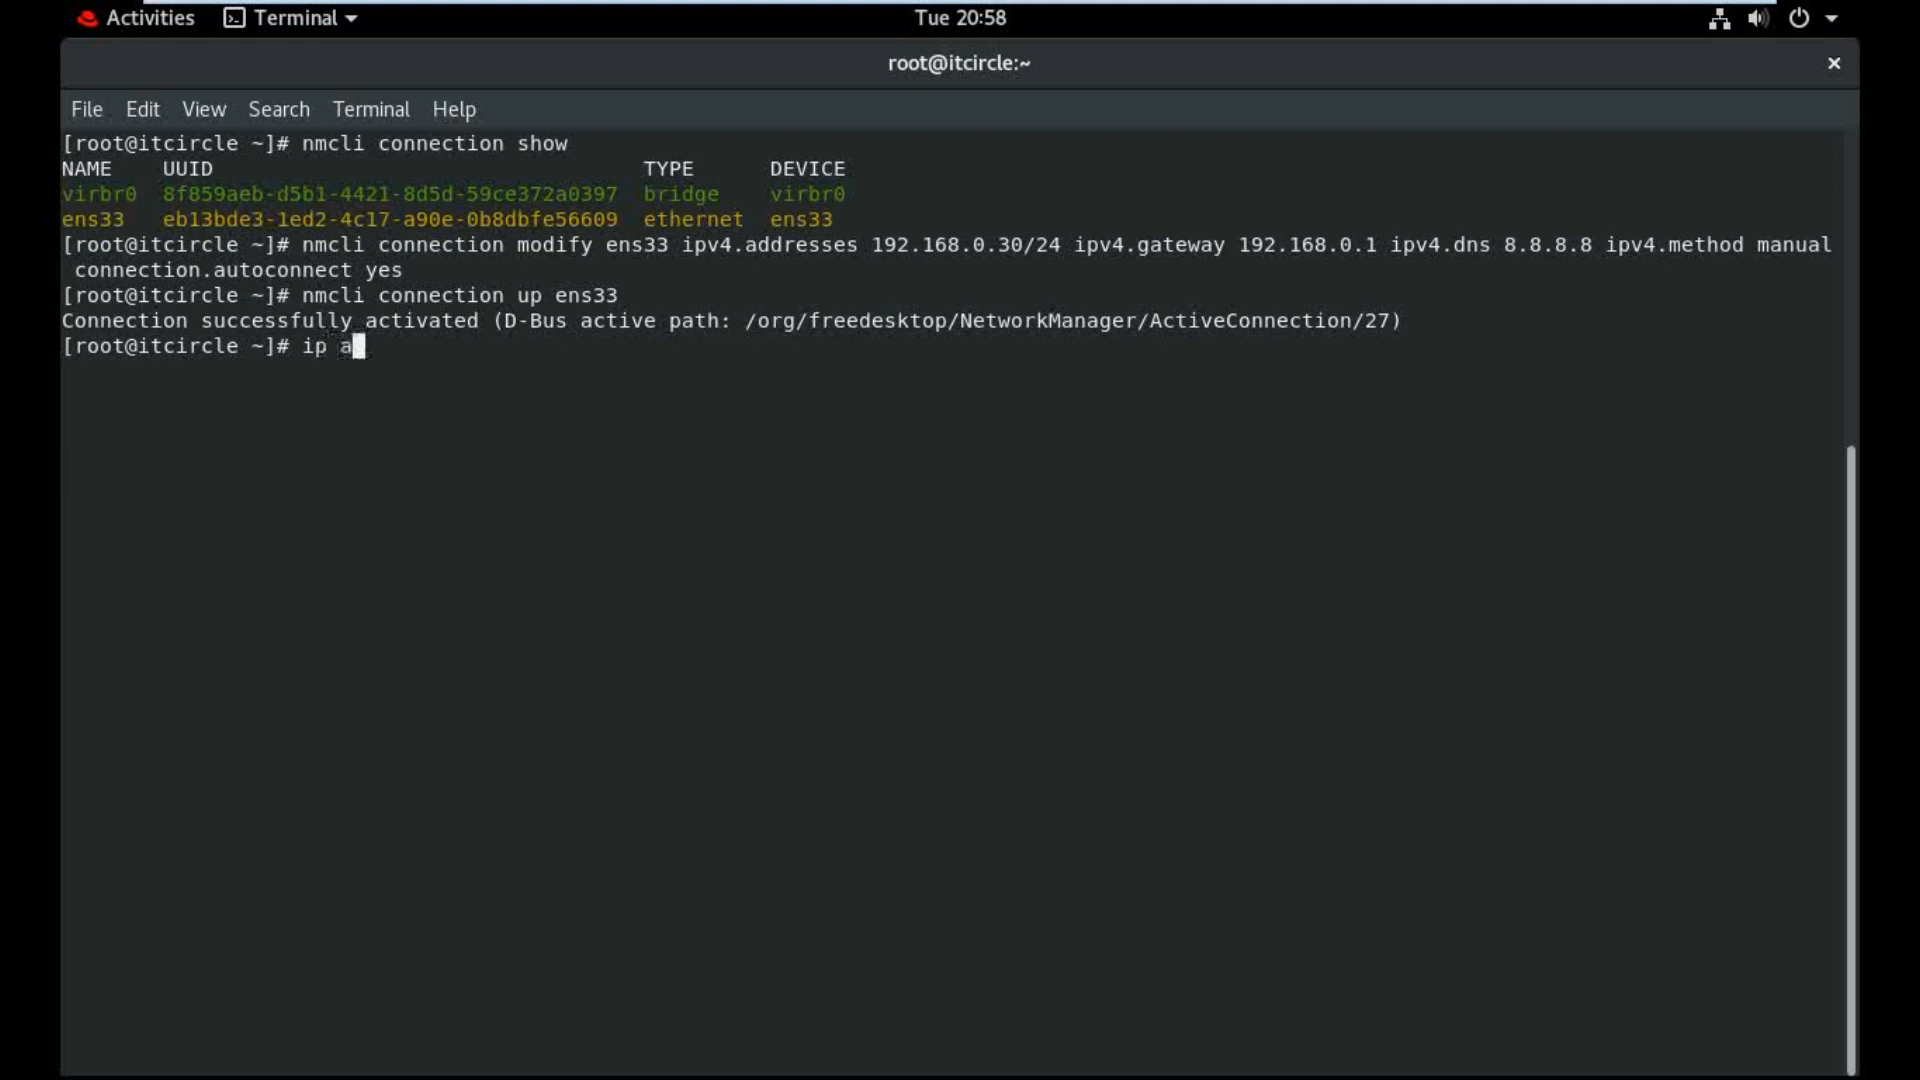 Activities Terminal Tue 20:58
root@itcircle:~
File Edit View Search Terminal Help
[root@itcircle ~]# nmcli connection show
NAME UUID TYPE DEVICE
virbr0 8f859aeb-d5b1-4421-8d5d-59ce372a0397 bridge virbr0
ens33 eb13bde3-1ed2-4c17-a90e-0b8dbfe56609 ethernet ens33
[root@itcircle ~]# nmcli connection modify ens33 ipv4.addresses 192.168.0.30/24 ipv4.gateway 192.168.0.1 ipv4.dns 8.8.8.8 ipv4.method manual
connection.autoconnect yes
[root@itcircle ~]# nmcli connection up ens33
Connection successfully activated (D-Bus active path: /org/freedesktop/NetworkManager/ActiveConnection/27)
[root@itcircle ~]# ip a